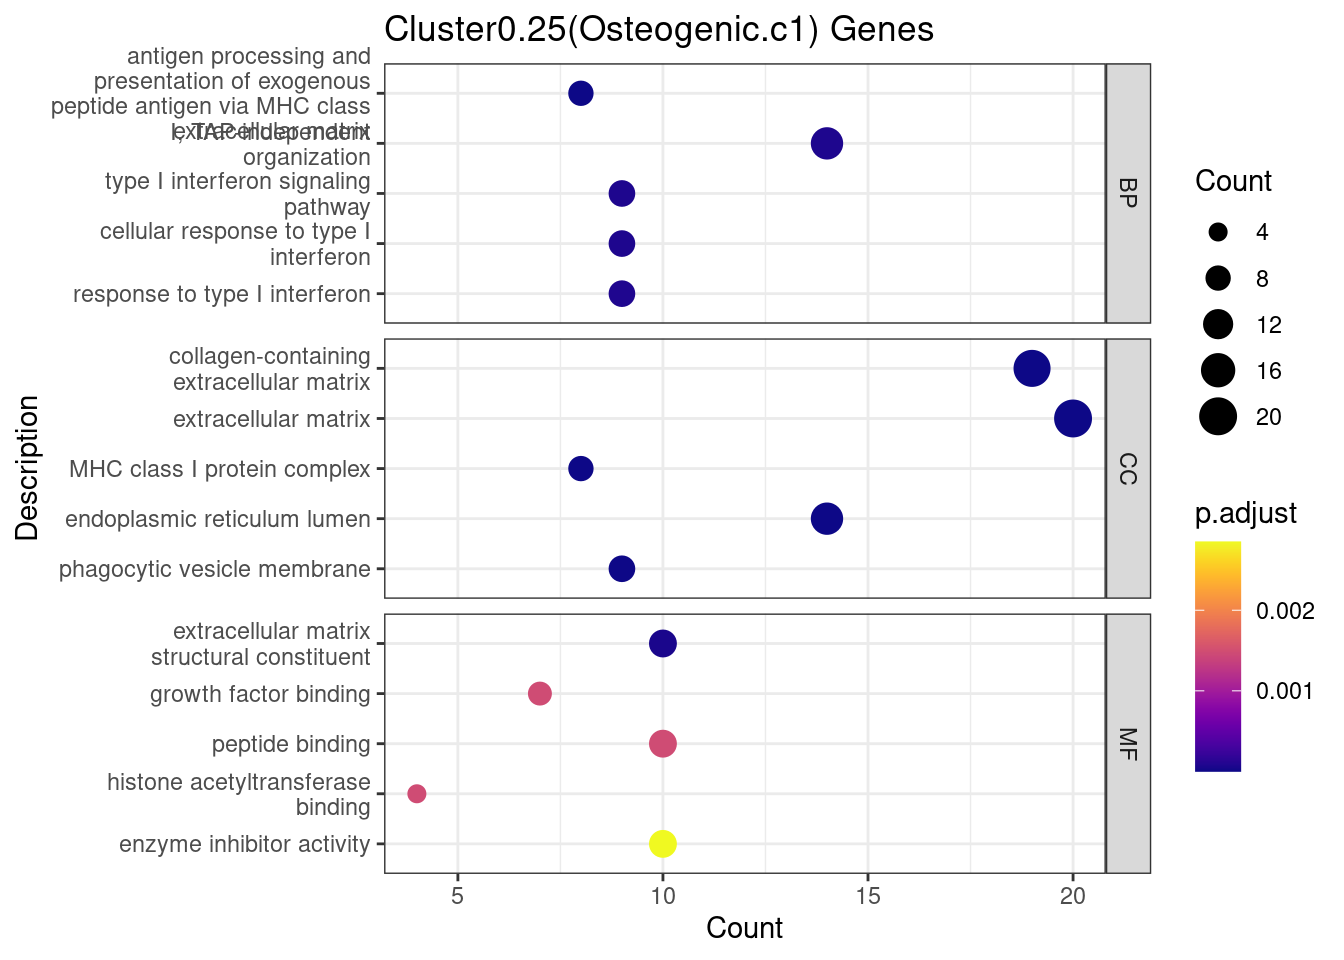 Cluster0.25(Osteogenic.c1) Genes
antigen processing and
presentation of exogenous
peptide antigen via MHC class
I, TAP-independent
extracellular matrix
organization
type I interferon signaling
pathway
cellular response to type I
interferon
response to type I interferon
BP
collagen-containing
extracellular matrix
extracellular matrix
MHC class I protein complex
endoplasmic reticulum lumen
phagocytic vesicle membrane
CC
extracellular matrix
structural constituent
growth factor binding
peptide binding
histone acetyltransferase
binding
enzyme inhibitor activity
MF
Description
5
10
15
20
Count
Count
4
8
12
16
20
p.adjust
0.002
0.001